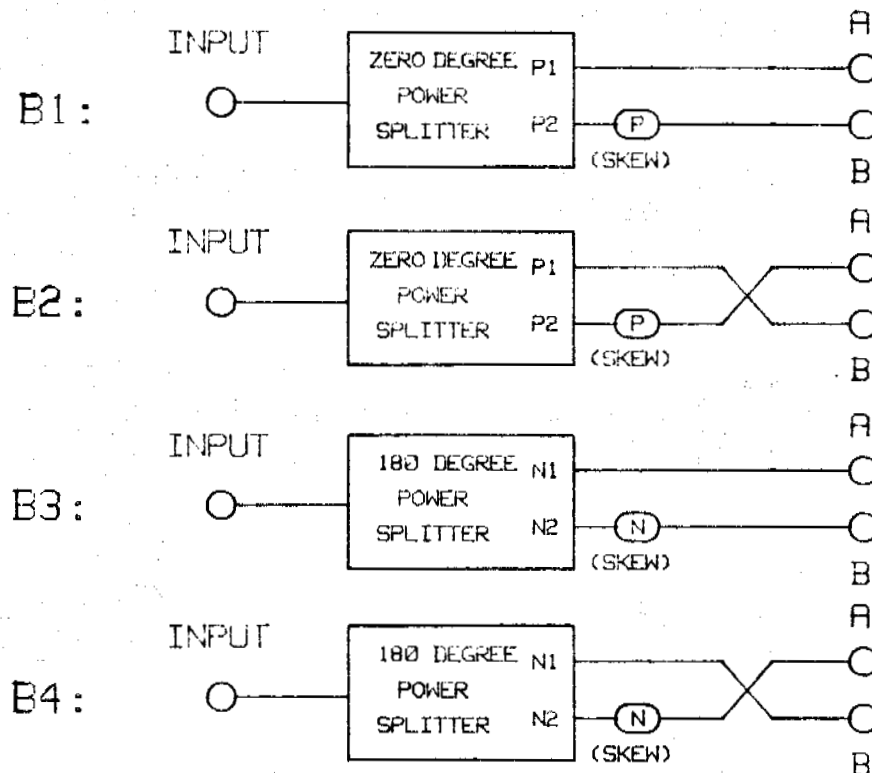 A
INPUT
ZERO DEGREE P1
B1: POWER
SPLITTER P2 P
(SKEW)
B
A
INPUT
ZERO DEGREE P1
B2: POWER
SPLITTER P2 P
(SKEW)
B
A
INPUT
180 DEGREE N1
B3: POWER
SPLITTER N2 N
(SKEW)
B
A
INPUT
180 DEGREE N1
B4: POWER
SPLITTER N2 N
(SKEW)
B